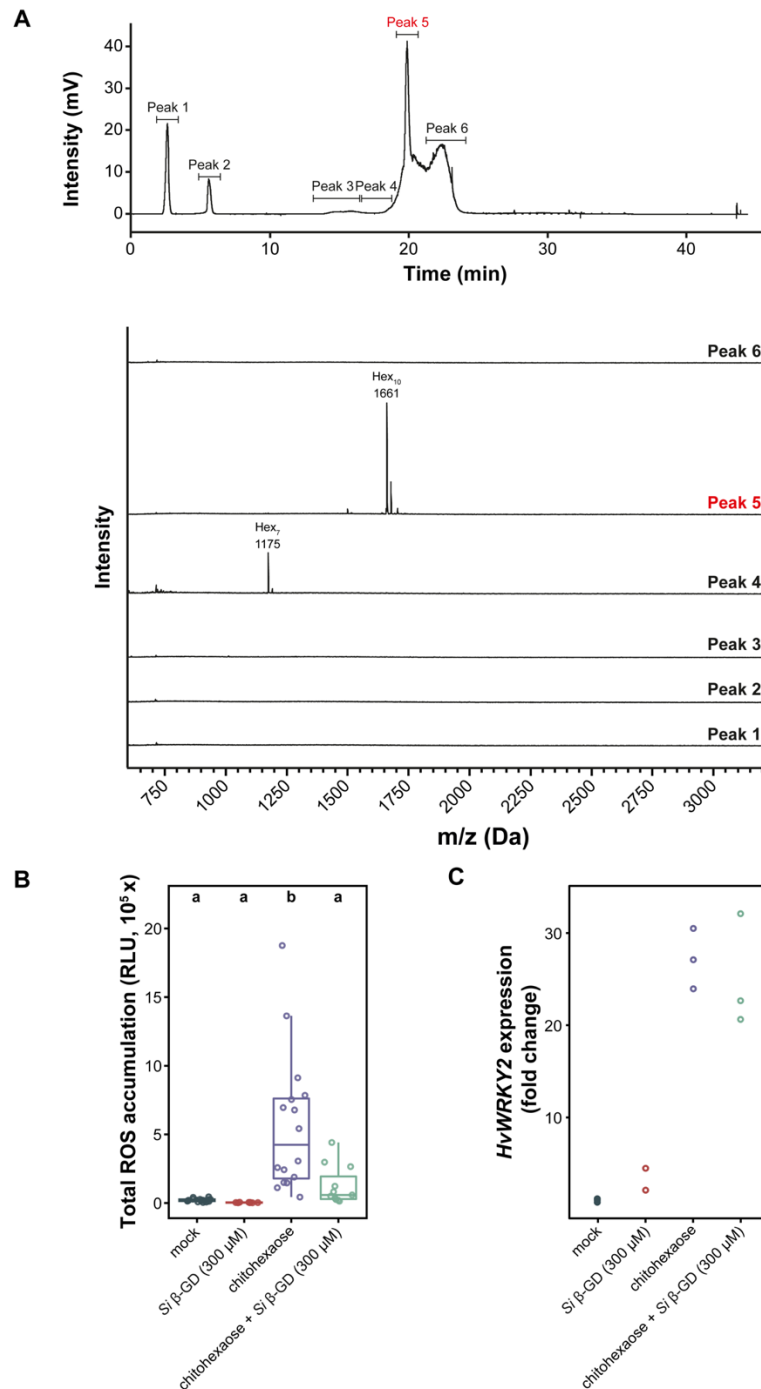 A
Peak 5
Peak 1
Peak 2
Peak 3
Peak 4
Peak 6
Intensity (mV)
40
30
20
10
0
0
10
20
30
40
Time (min)
Peak 6
Hex₁₀
1661
Peak 5
Hex₇
1175
Peak 4
Peak 3
Peak 2
Peak 1
Intensity
750
1000
1250
1500
1750
2000
2250
2500
2750
3000
m/z (Da)
B
a
a
b
a
Total ROS accumulation (RLU, 10⁵ x)
20
15
10
5
0
mock
Si β-GD (300 µM)
chitohexaose
chitohexaose + Si β-GD (300 µM)
C
HvWRKY2 expression
(fold change)
30
20
10
mock
Si β-GD (300 µM)
chitohexaose
chitohexaose + Si β-GD (300 µM)